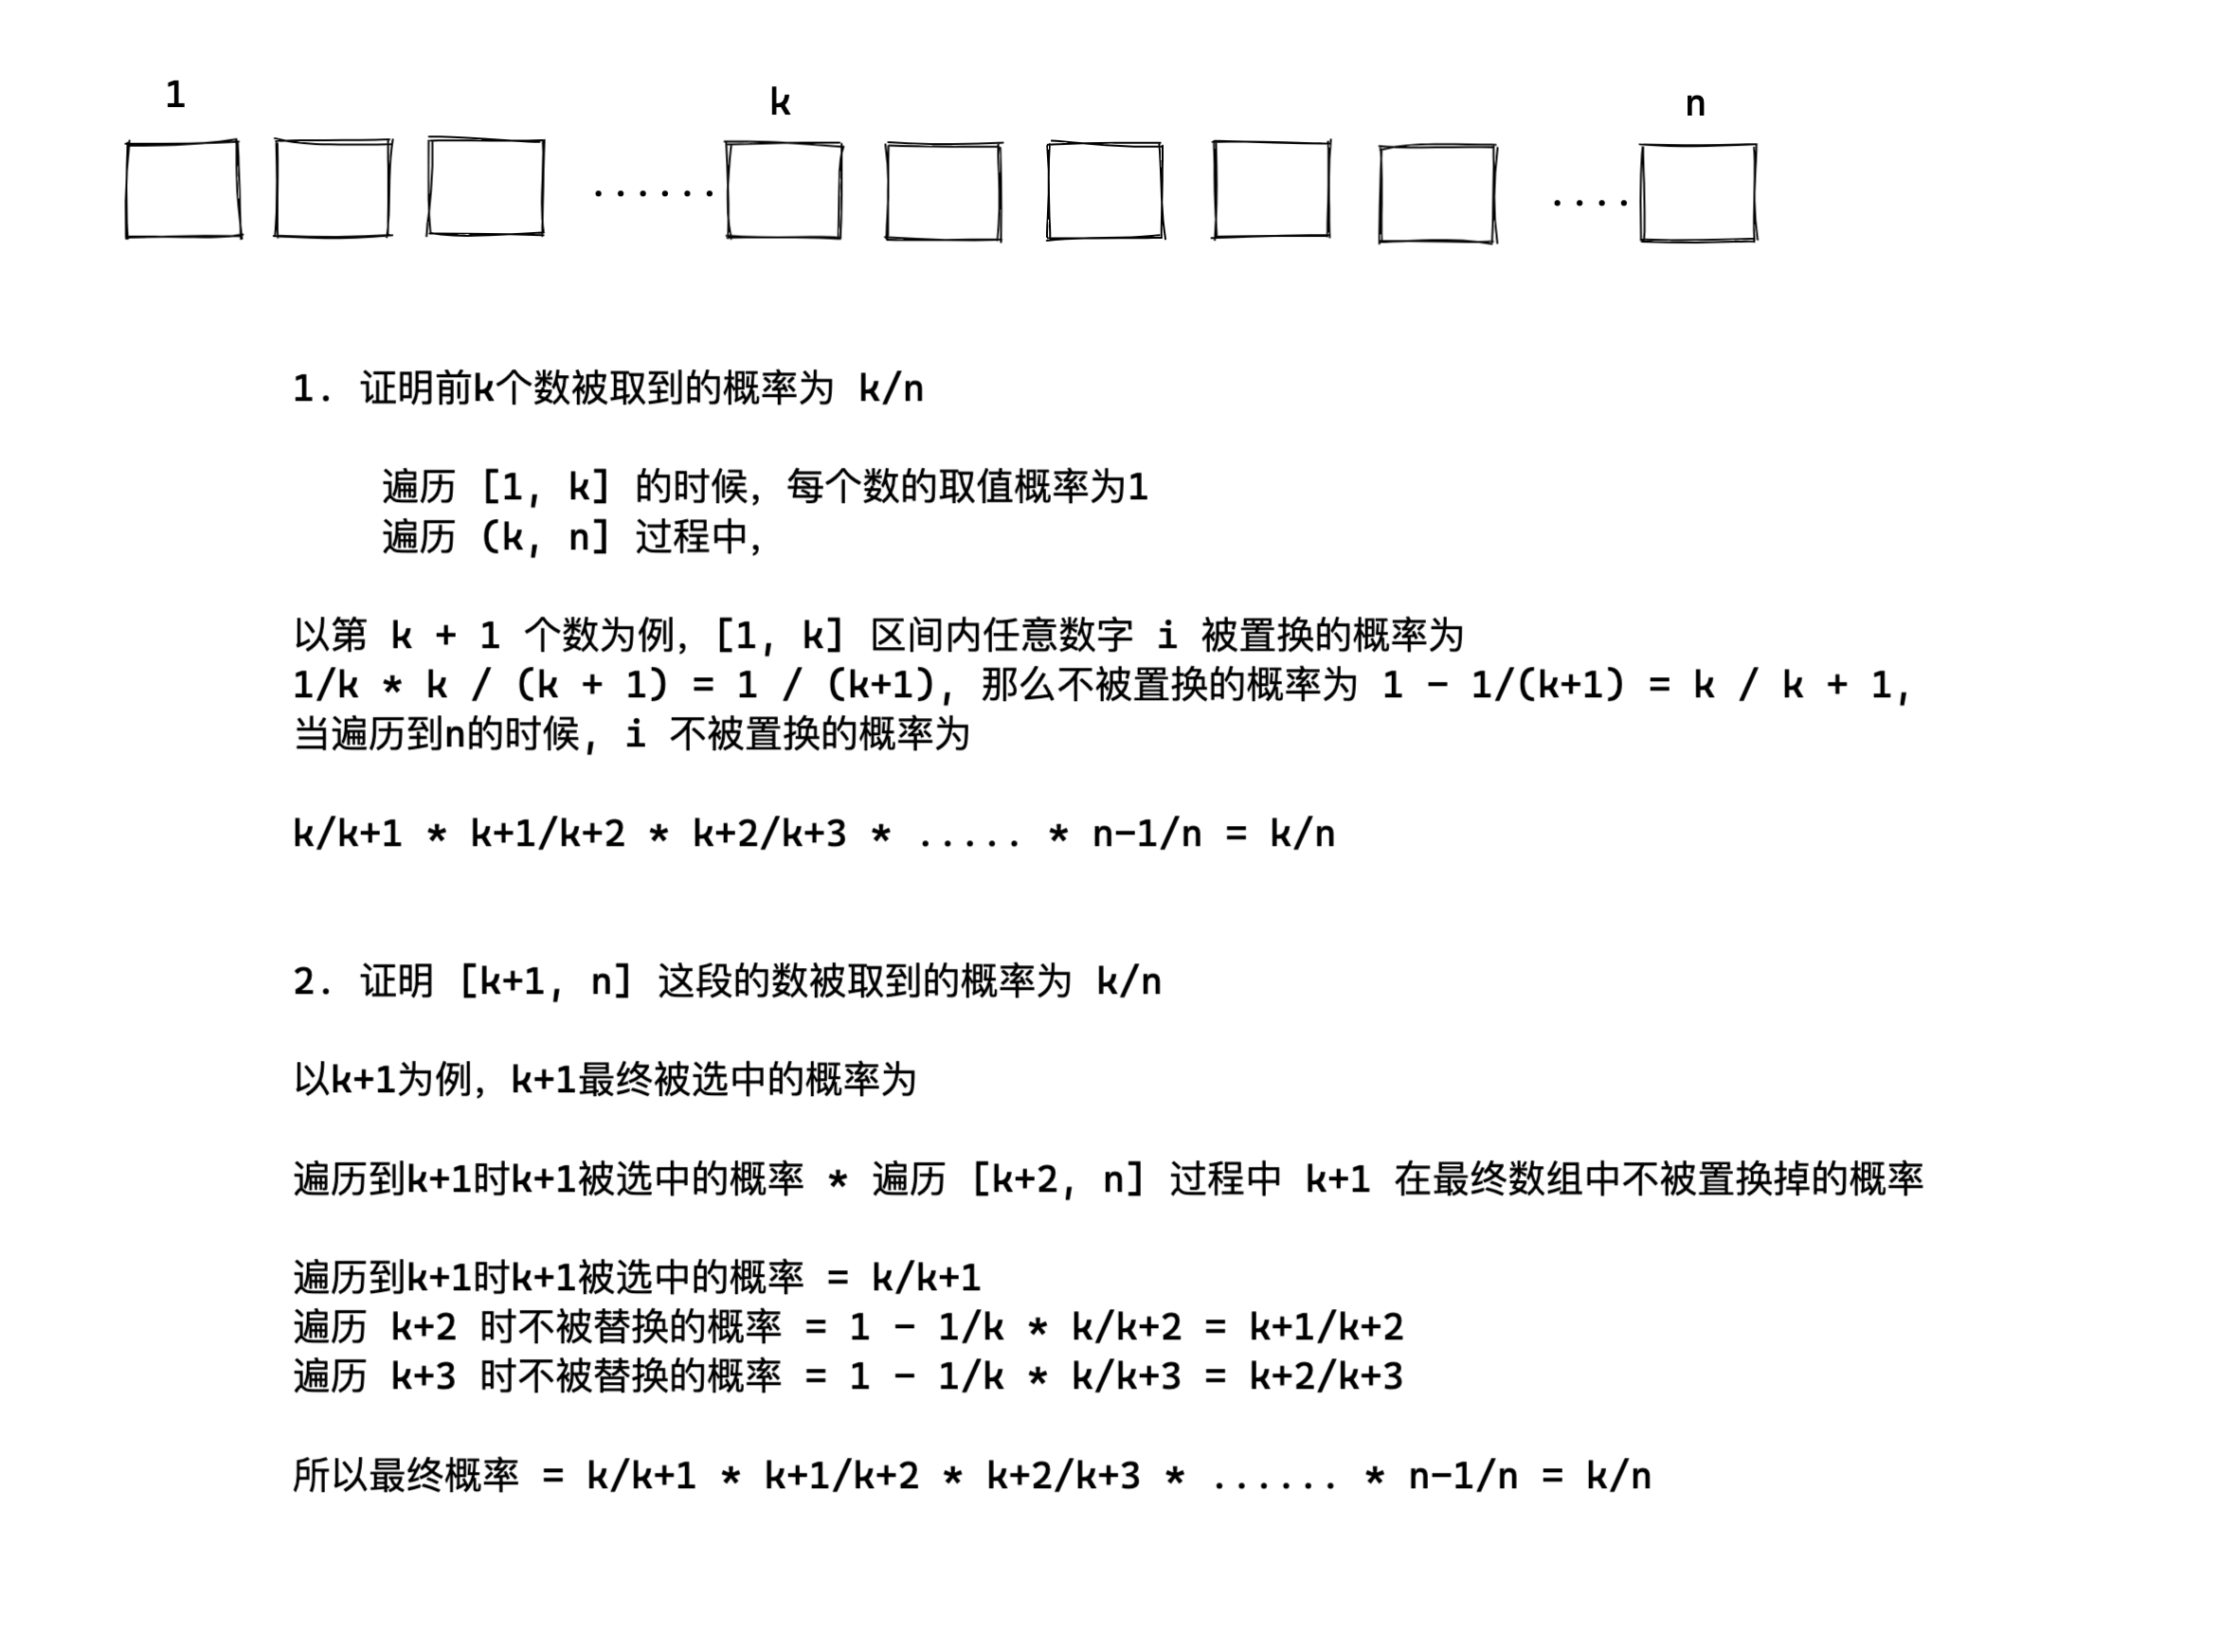 1 k n
...... ....
1. 证明前k个数被取到的概率为 k/n
遍历 [1, k] 的时候，每个数的取值概率为1
遍历 (k, n] 过程中，
以第 k + 1 个数为例，[1, k] 区间内任意数字 i 被置换的概率为
1/k * k / (k + 1) = 1 / (k+1), 那么不被置换的概率为 1 - 1/(k+1) = k / k + 1,
当遍历到n的时候, i 不被置换的概率为
k/k+1 * k+1/k+2 * k+2/k+3 * ..... * n-1/n = k/n
2. 证明 [k+1, n] 这段的数被取到的概率为 k/n
以k+1为例，k+1最终被选中的概率为
遍历到k+1时k+1被选中的概率 * 遍历 [k+2, n] 过程中 k+1 在最终数组中不被置换掉的概率
遍历到k+1时k+1被选中的概率 = k/k+1
遍历 k+2 时不被替换的概率 = 1 - 1/k * k/k+2 = k+1/k+2
遍历 k+3 时不被替换的概率 = 1 - 1/k * k/k+3 = k+2/k+3
所以最终概率 = k/k+1 * k+1/k+2 * k+2/k+3 * ...... * n-1/n = k/n